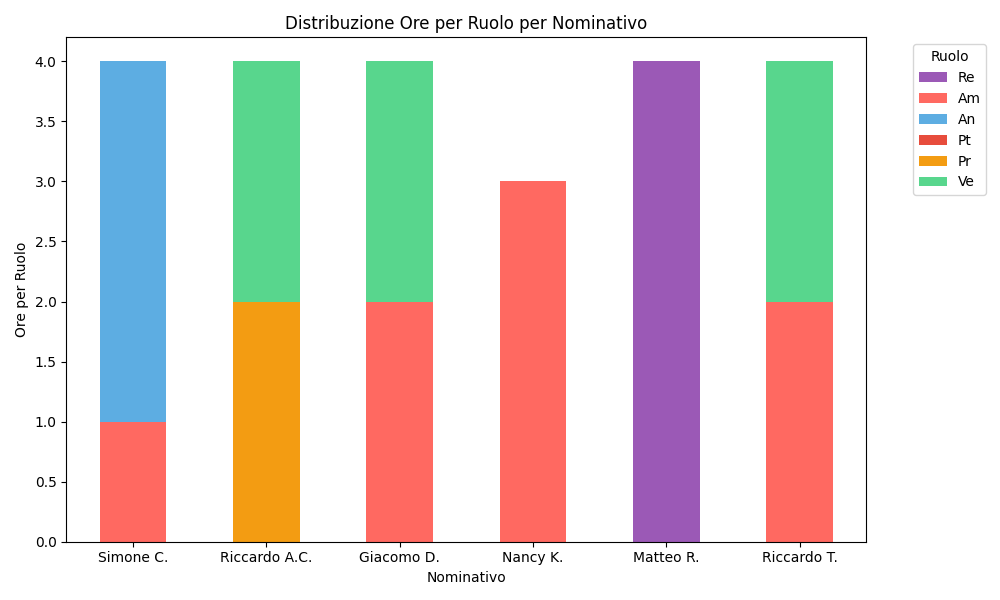 Distribuzione Ore per Ruolo per Nominativo
Ore per Ruolo
4.0
3.5
3.0
2.5
2.0
1.5
1.0
0.5
0.0
Simone C.
Riccardo A.C.
Giacomo D.
Nancy K.
Matteo R.
Riccardo T.
Nominativo
Ruolo
Re
Am
An
Pt
Pr
Ve